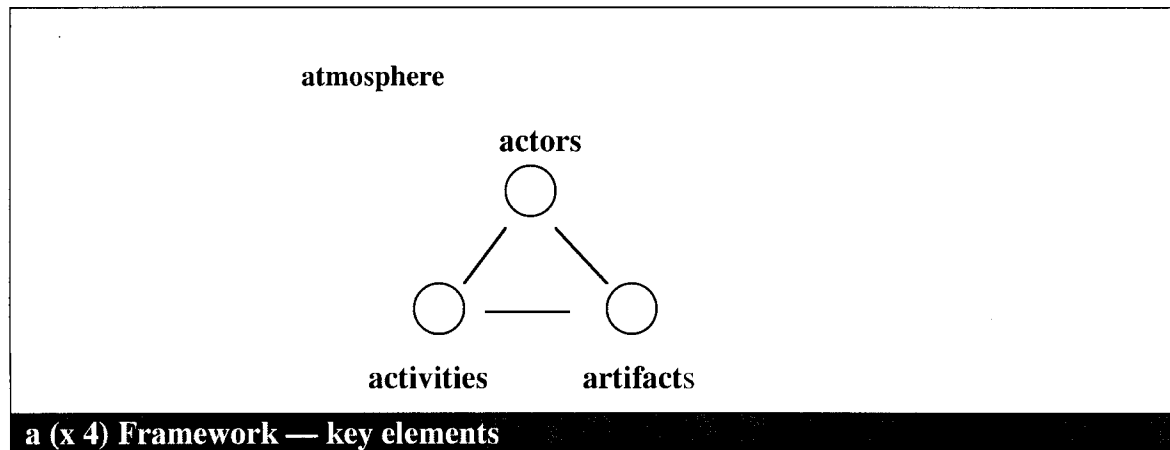 atmosphere
actors
activities artifacts
a (x 4) Framework — key elements